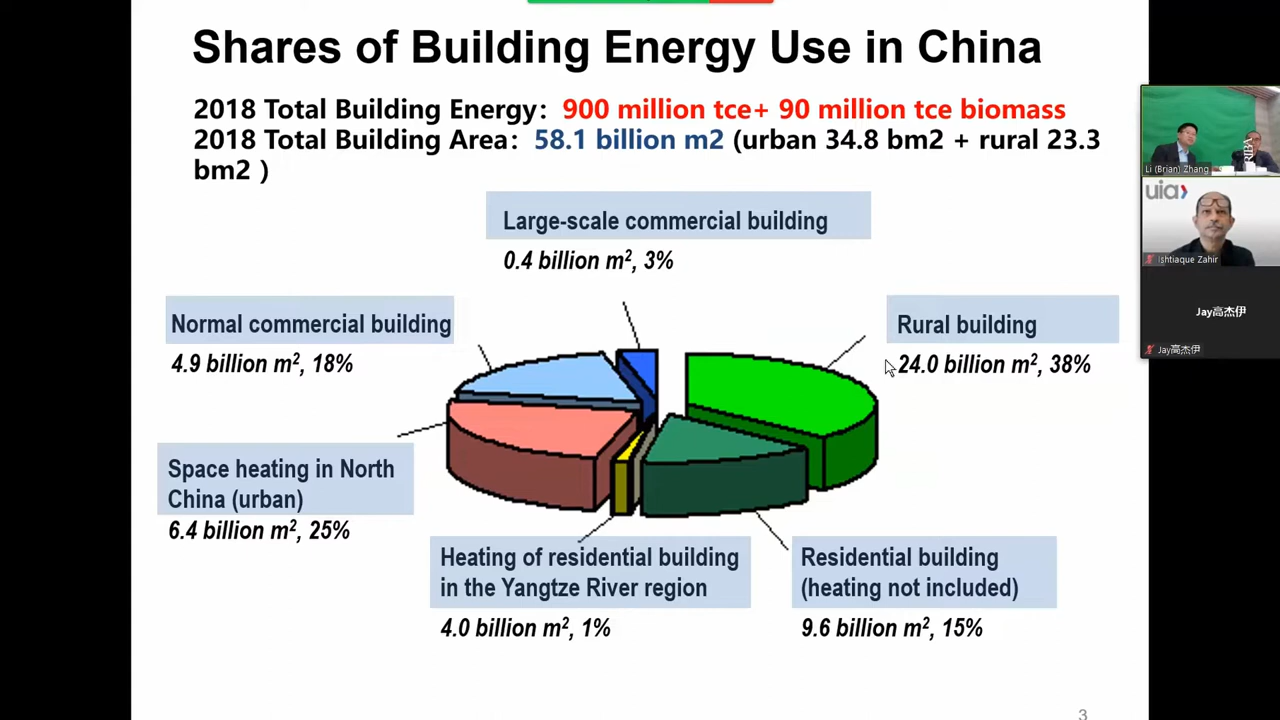 Shares of Building Energy Use in China
2018 Total Building Energy: 900 million tce+ 90 million tce biomass
2018 Total Building Area: 58.1 billion m2 (urban 34.8 bm2 + rural 23.3
bm2 )
Large-scale commercial building
0.4 billion m², 3%
Normal commercial building
4.9 billion m², 18%
Rural building
24.0 billion m², 38%
Space heating in North
China (urban)
6.4 billion m², 25%
Heating of residential building
in the Yangtze River region
4.0 billion m², 1%
Residential building
(heating not included)
9.6 billion m², 15%
3
RIBA
Li (Brian) Zhang
uia
Ishtiaque Zahir
Jay高杰伊
Jay高杰伊